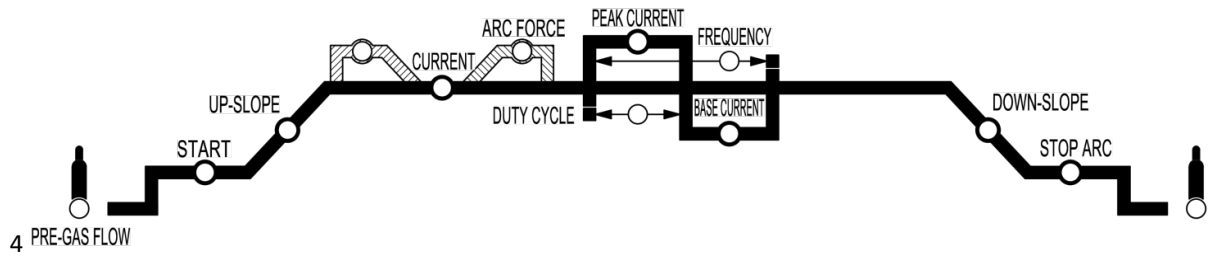 PEAK CURRENT
ARC FORCE
FREQUENCY
CURRENT
UP-SLOPE
DUTY CYCLE
BASE CURRENT
DOWN-SLOPE
START
STOP ARC
4 PRE-GAS FLOW